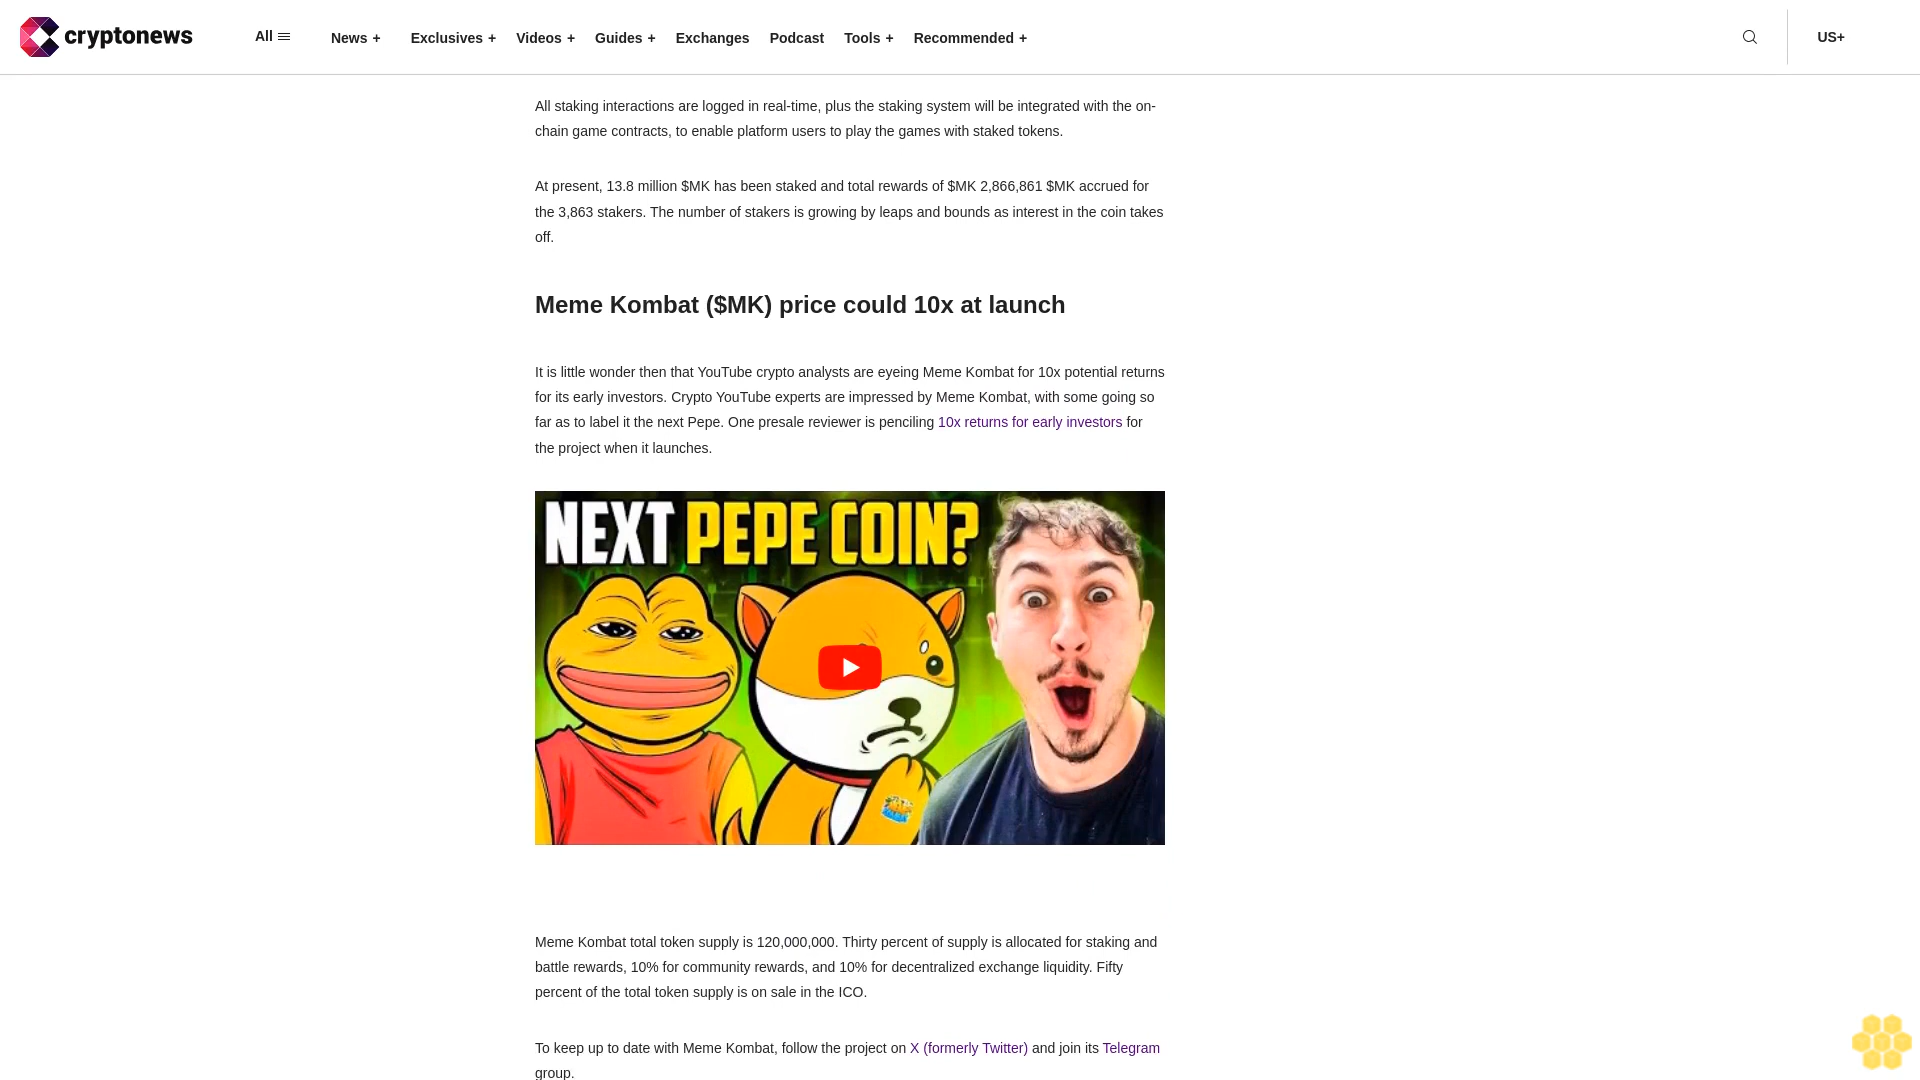 cryptonews
All
News +
Exclusives +
Videos +
Guides +
Exchanges
Podcast
Tools +
Recommended +
US+
All staking interactions are logged in real-time, plus the staking system will be integrated with the on-
chain game contracts, to enable platform users to play the games with staked tokens.
At present, 13.8 million $MK has been staked and total rewards of $MK 2,866,861 $MK accrued for
the 3,863 stakers. The number of stakers is growing by leaps and bounds as interest in the coin takes
off.
Meme Kombat ($MK) price could 10x at launch
It is little wonder then that YouTube crypto analysts are eyeing Meme Kombat for 10x potential returns
for its early investors. Crypto YouTube experts are impressed by Meme Kombat, with some going so
far as to label it the next Pepe. One presale reviewer is penciling 10x returns for early investors for
the project when it launches.
NEXT PEPE COIN?
Meme Kombat total token supply is 120,000,000. Thirty percent of supply is allocated for staking and
battle rewards, 10% for community rewards, and 10% for decentralized exchange liquidity. Fifty
percent of the total token supply is on sale in the ICO.
To keep up to date with Meme Kombat, follow the project on X (formerly Twitter) and join its Telegram
group.